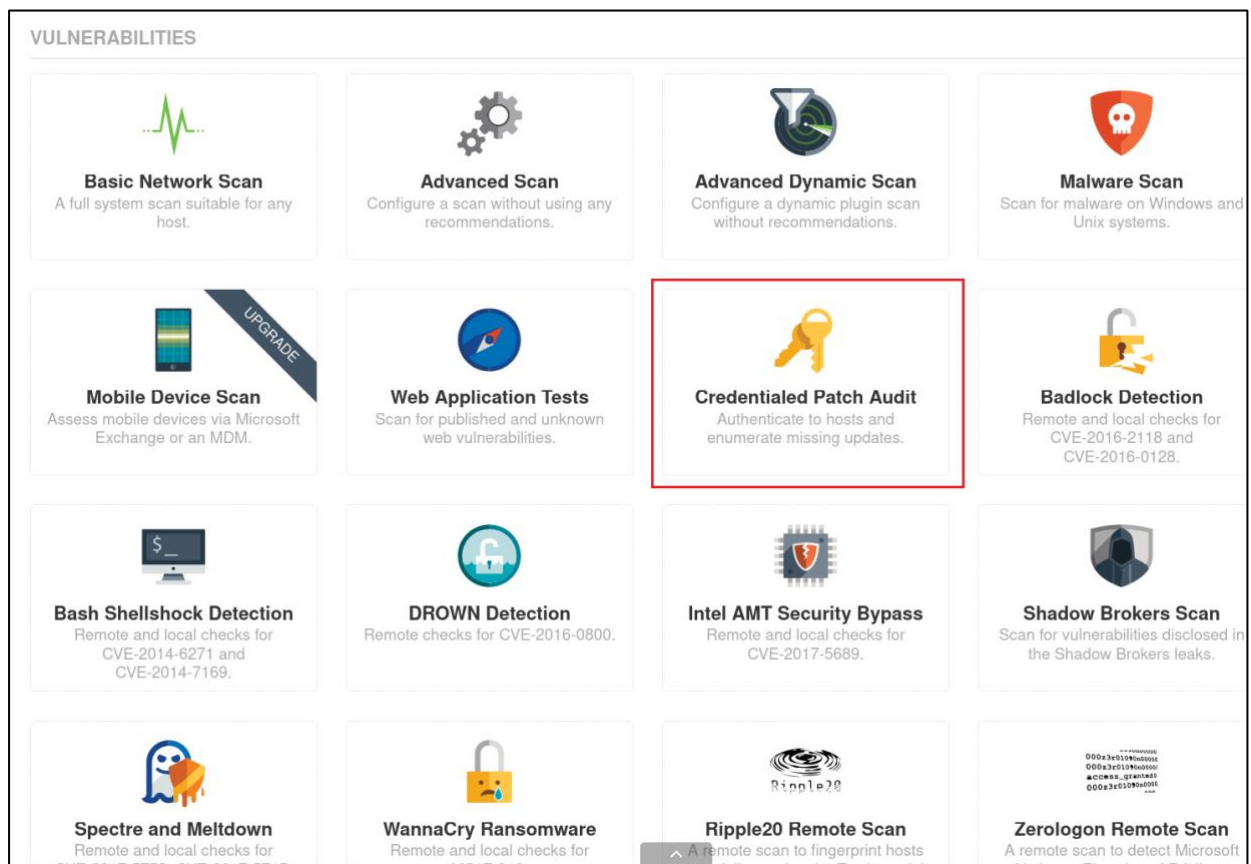 VULNERABILITIES
Basic Network Scan
A full system scan suitable for any
host.
Advanced Scan
Configure a scan without using any
recommendations.
Advanced Dynamic Scan
Configure a dynamic plugin scan
without recommendations.
Malware Scan
Scan for malware on Windows and
Unix systems.
UPGRADE
Mobile Device Scan
Assess mobile devices via Microsoft
Exchange or an MDM.
Web Application Tests
Scan for published and unknown
web vulnerabilities.
Credentialed Patch Audit
Authenticate to hosts and
enumerate missing updates.
Badlock Detection
Remote and local checks for
CVE-2016-2118 and
CVE-2016-0128.
$_
Bash Shellshock Detection
Remote and local checks for
CVE-2014-6271 and
CVE-2014-7169.
DROWN Detection
Remote checks for CVE-2016-0800.
Intel AMT Security Bypass
Remote and local checks for
CVE-2017-5689.
Shadow Brokers Scan
Scan for vulnerabilities disclosed in
the Shadow Brokers leaks.
Spectre and Meltdown
Remote and local checks for
WannaCry Ransomware
Remote and local checks for
Ripple20
Ripple20 Remote Scan
A remote scan to fingerprint hosts
access_granted0
Zerologon Remote Scan
A remote scan to detect Microsoft